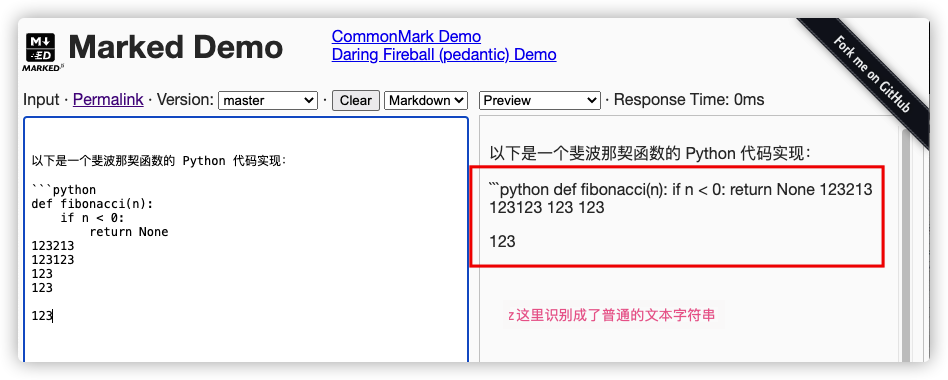 M↓
ED
MARKED
Marked Demo
CommonMark Demo
Daring Fireball (pedantic) Demo
Fork me on GitHub
Input · Permalink · Version: master · Clear Markdown Preview · Response Time: 0ms
以下是一个斐波那契函数的 Python 代码实现:
```python
def fibonacci(n):
    if n < 0:
        return None
123213
123123
123
123
123
以下是一个斐波那契函数的 Python 代码实现:
```python def fibonacci(n): if n < 0: return None 123213
123123 123 123
123
z这里识别成了普通的文本字符串